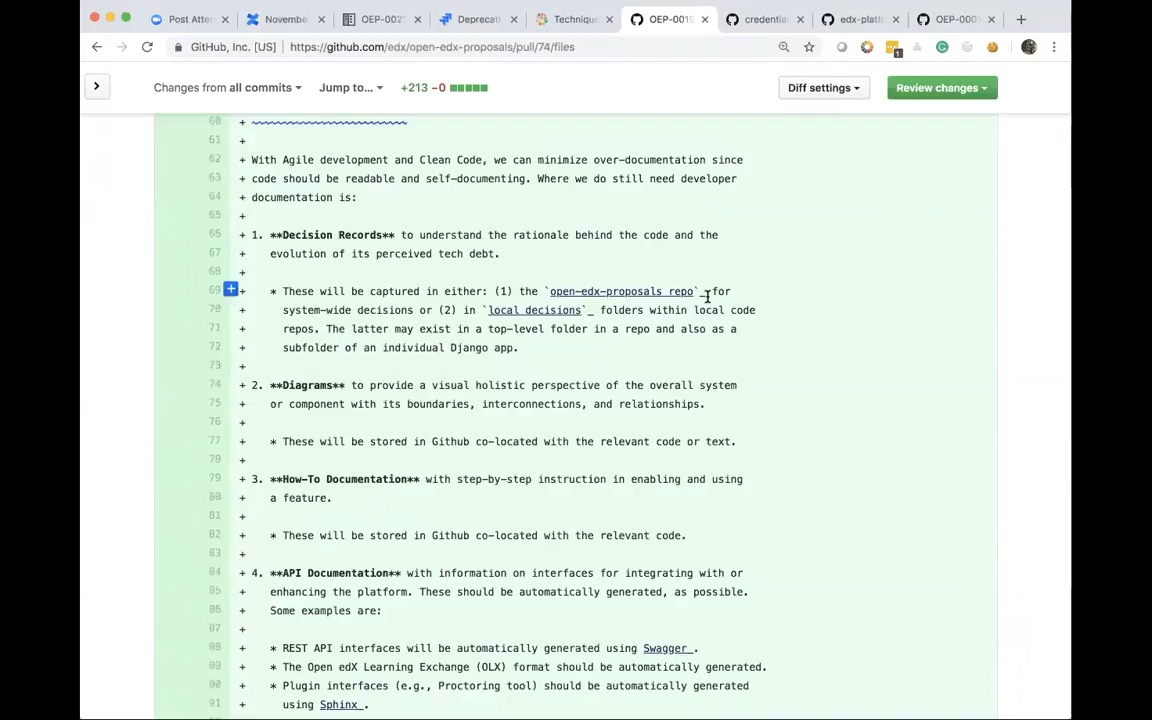 Post Atten
Novembe
OEP-002
Deprecat
Technique
OEP-0019
credential
edx-platf
OEP-0001
GitHub, Inc. [US] https://github.com/edx/open-edx-proposals/pull/74/files
1
Changes from all commits Jump to... +213 −0 Diff settings Review changes
60 + ~~~~~~~~~~~~~~~~~~~~~~~~~
61 +
62 + With Agile development and Clean Code, we can minimize over-documentation since
63 + code should be readable and self-documenting. Where we do still need developer
64 + documentation is:
65 +
66 + 1. **Decision Records** to understand the rationale behind the code and the
67 + evolution of its perceived tech debt.
68 +
69 + * These will be captured in either: (1) the `open-edx-proposals repo`_ for
70 + system-wide decisions or (2) in `local decisions`_ folders within local code
71 + repos. The latter may exist in a top-level folder in a repo and also as a
72 + subfolder of an individual Django app.
73 +
74 + 2. **Diagrams** to provide a visual holistic perspective of the overall system
75 + or component with its boundaries, interconnections, and relationships.
76 +
77 + * These will be stored in Github co-located with the relevant code or text.
78 +
79 + 3. **How-To Documentation** with step-by-step instruction in enabling and using
80 + a feature.
81 +
82 + * These will be stored in Github co-located with the relevant code.
83 +
84 + 4. **API Documentation** with information on interfaces for integrating with or
85 + enhancing the platform. These should be automatically generated, as possible.
86 + Some examples are:
87 +
88 + * REST API interfaces will be automatically generated using Swagger_.
89 + * The Open edX Learning Exchange (OLX) format should be automatically generated.
90 + * Plugin interfaces (e.g., Proctoring tool) should be automatically generated
91 + using Sphinx_.